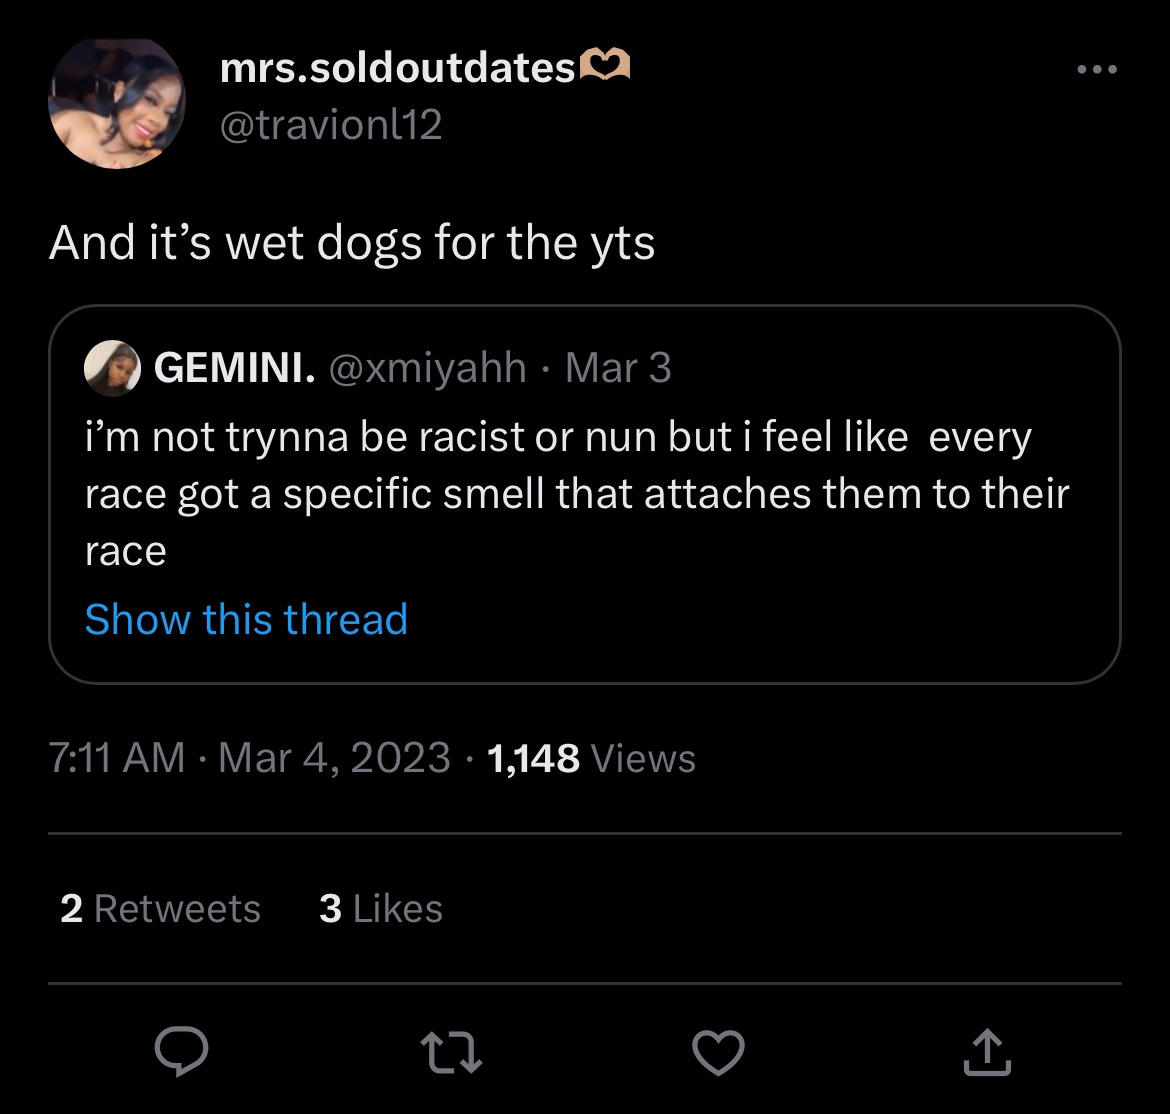 mrs.soldoutdates🫶🏼
@travionl12
And it’s wet dogs for the yts
GEMINI. @xmiyahh · Mar 3
i’m not trynna be racist or nun but i feel like  every
race got a specific smell that attaches them to their
race
Show this thread
7:11 AM · Mar 4, 2023 · 1,148 Views
2 Retweets 3 Likes